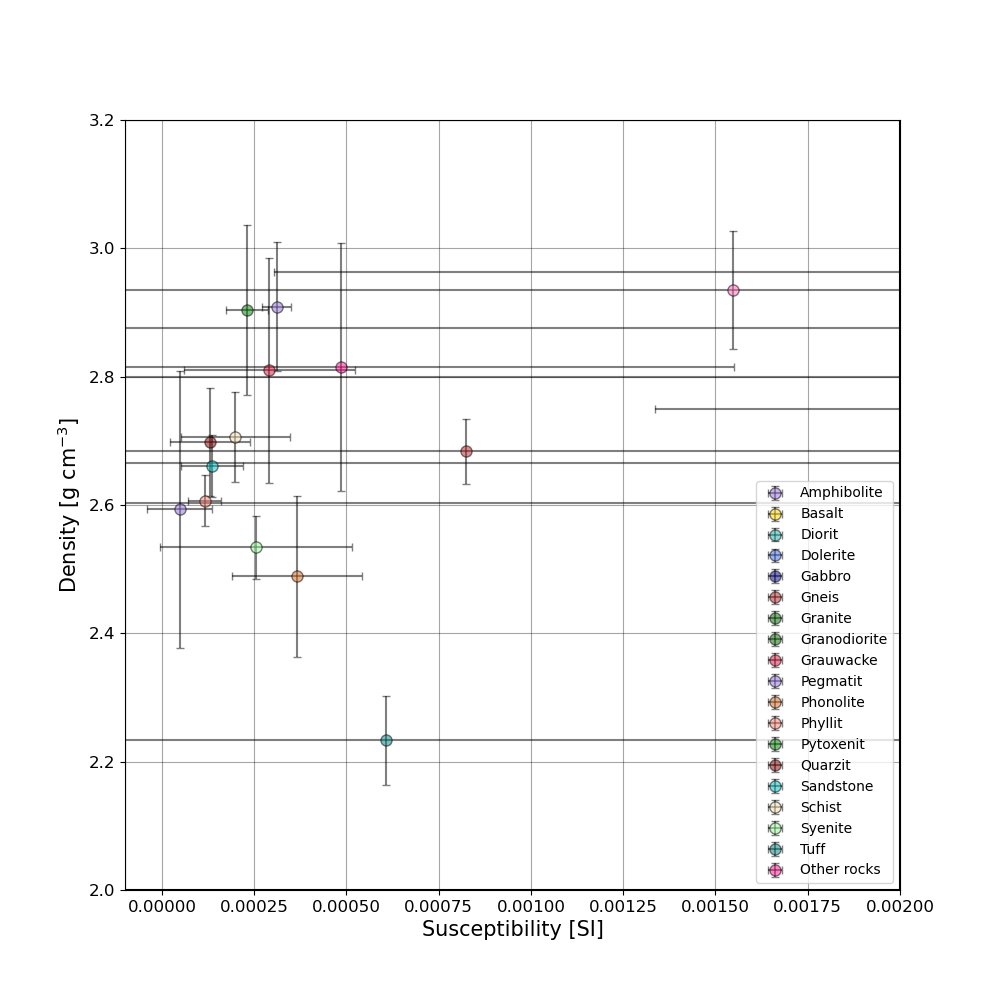 3.2
3.0
2.8
2.6
2.4
2.2
2.0
Density [g cm⁻³]
Amphibolite
Basalt
Diorit
Dolerite
Gabbro
Gneis
Granite
Granodiorite
Grauwacke
Pegmatit
Phonolite
Phyllit
Pytoxenit
Quarzit
Sandstone
Schist
Syenite
Tuff
Other rocks
0.00000 0.00025 0.00050 0.00075 0.00100 0.00125 0.00150 0.00175 0.00200
Susceptibility [SI]